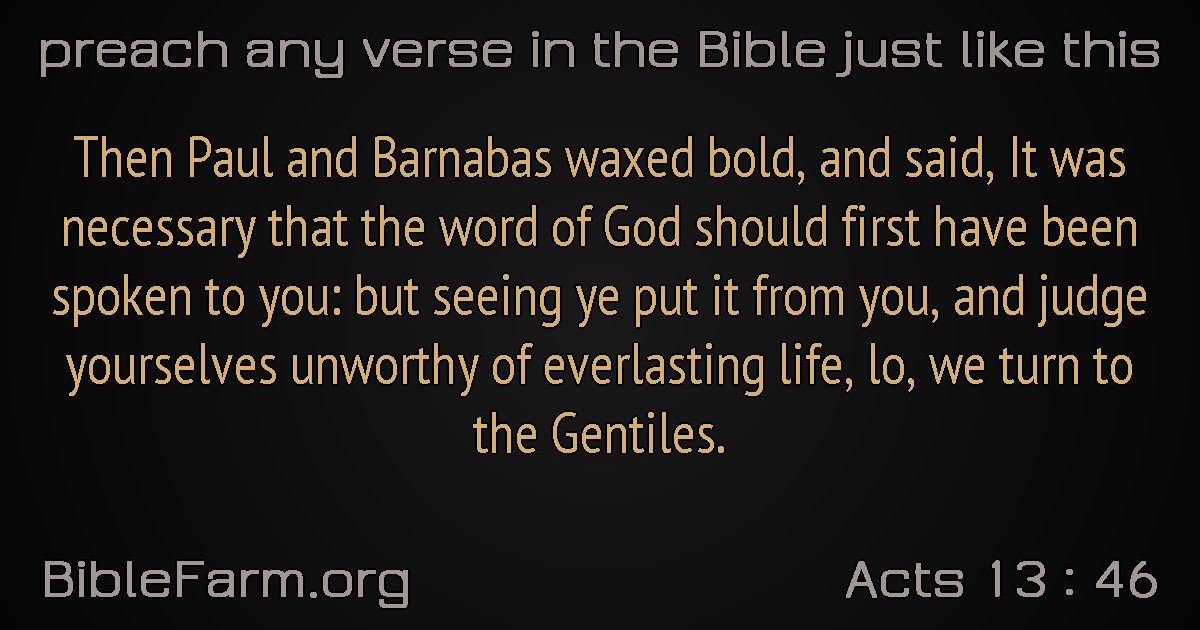 preach any verse in the Bible just like this
Then Paul and Barnabas waxed bold, and said, It was
necessary that the word of God should first have been
spoken to you: but seeing ye put it from you, and judge
yourselves unworthy of everlasting life, lo, we turn to
the Gentiles.
BibleFarm.org
Acts 13 : 46